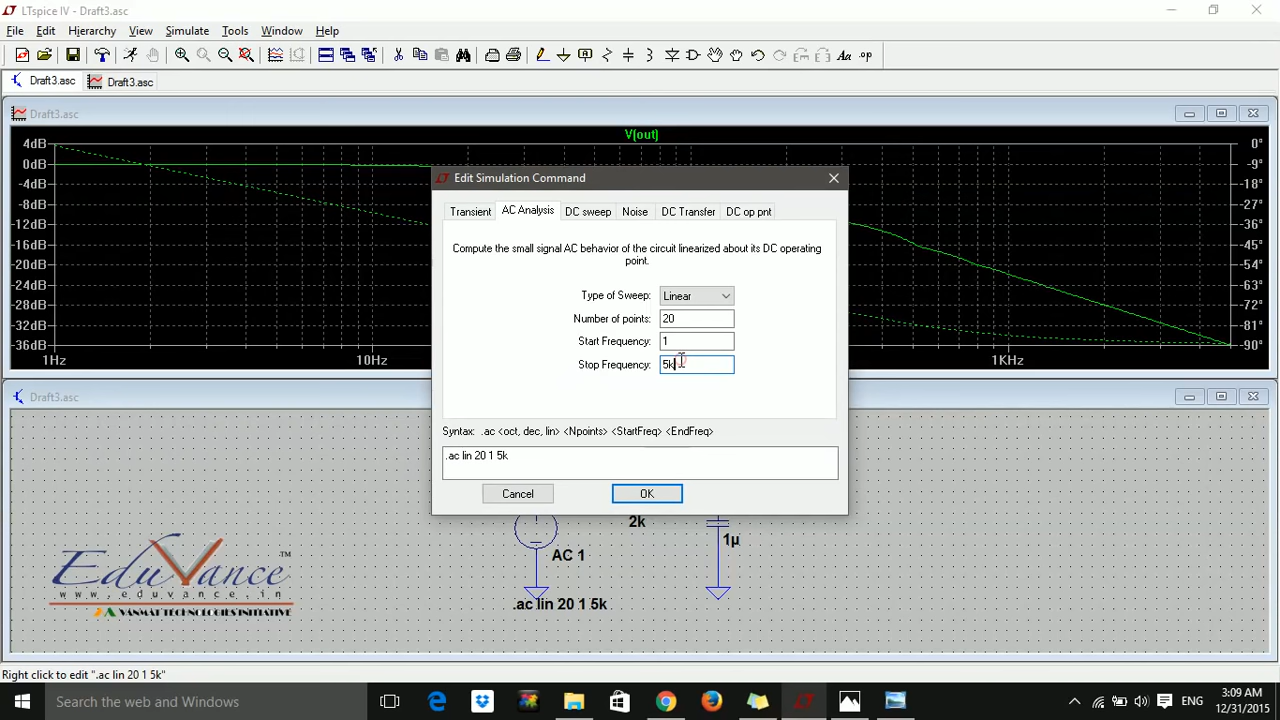 LTspice IV - Draft3.asc
File Edit Hierarchy View Simulate Tools Window Help
Draft3.asc Draft3.asc
Draft3.asc
V(out)
4dB 0°
0dB -9°
-4dB -18°
-8dB -27°
-12dB -36°
-16dB -45°
-20dB -54°
-24dB -63°
-28dB -72°
-32dB -81°
-36dB -90°
1Hz 10Hz 1KHz
Edit Simulation Command
Transient AC Analysis DC sweep Noise DC Transfer DC op pnt
Compute the small signal AC behavior of the circuit linearized about its DC operating
point.
Type of Sweep: Linear
Number of points: 20
Start Frequency: 1
Stop Frequency: 5k
Syntax: .ac <oct, dec, lin> <Npoints> <StartFreq> <EndFreq>
.ac lin 20 1 5k
Cancel OK
Draft3.asc
2k
1µ
AC 1
.ac lin 20 1 5k
EduVance ™
www.eduvance.in
VANMAT TECHNOLOGIES INITIATIVE
Right click to edit ".ac lin 20 1 5k"
Search the web and Windows
ENG
3:09 AM
12/31/2015